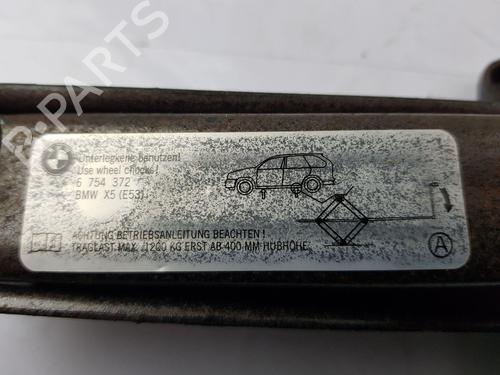 B-PARTS
BMW
Unterlegkeile benutzen!
Use wheel chocks!
6 754 372
BMW X5 (E53)
ACHTUNG BETRIEBSANLEITUNG BEACHTEN !
TRAGLAST MAX. 1200 KG ERST AB 400 MM HUBHÖHE
A